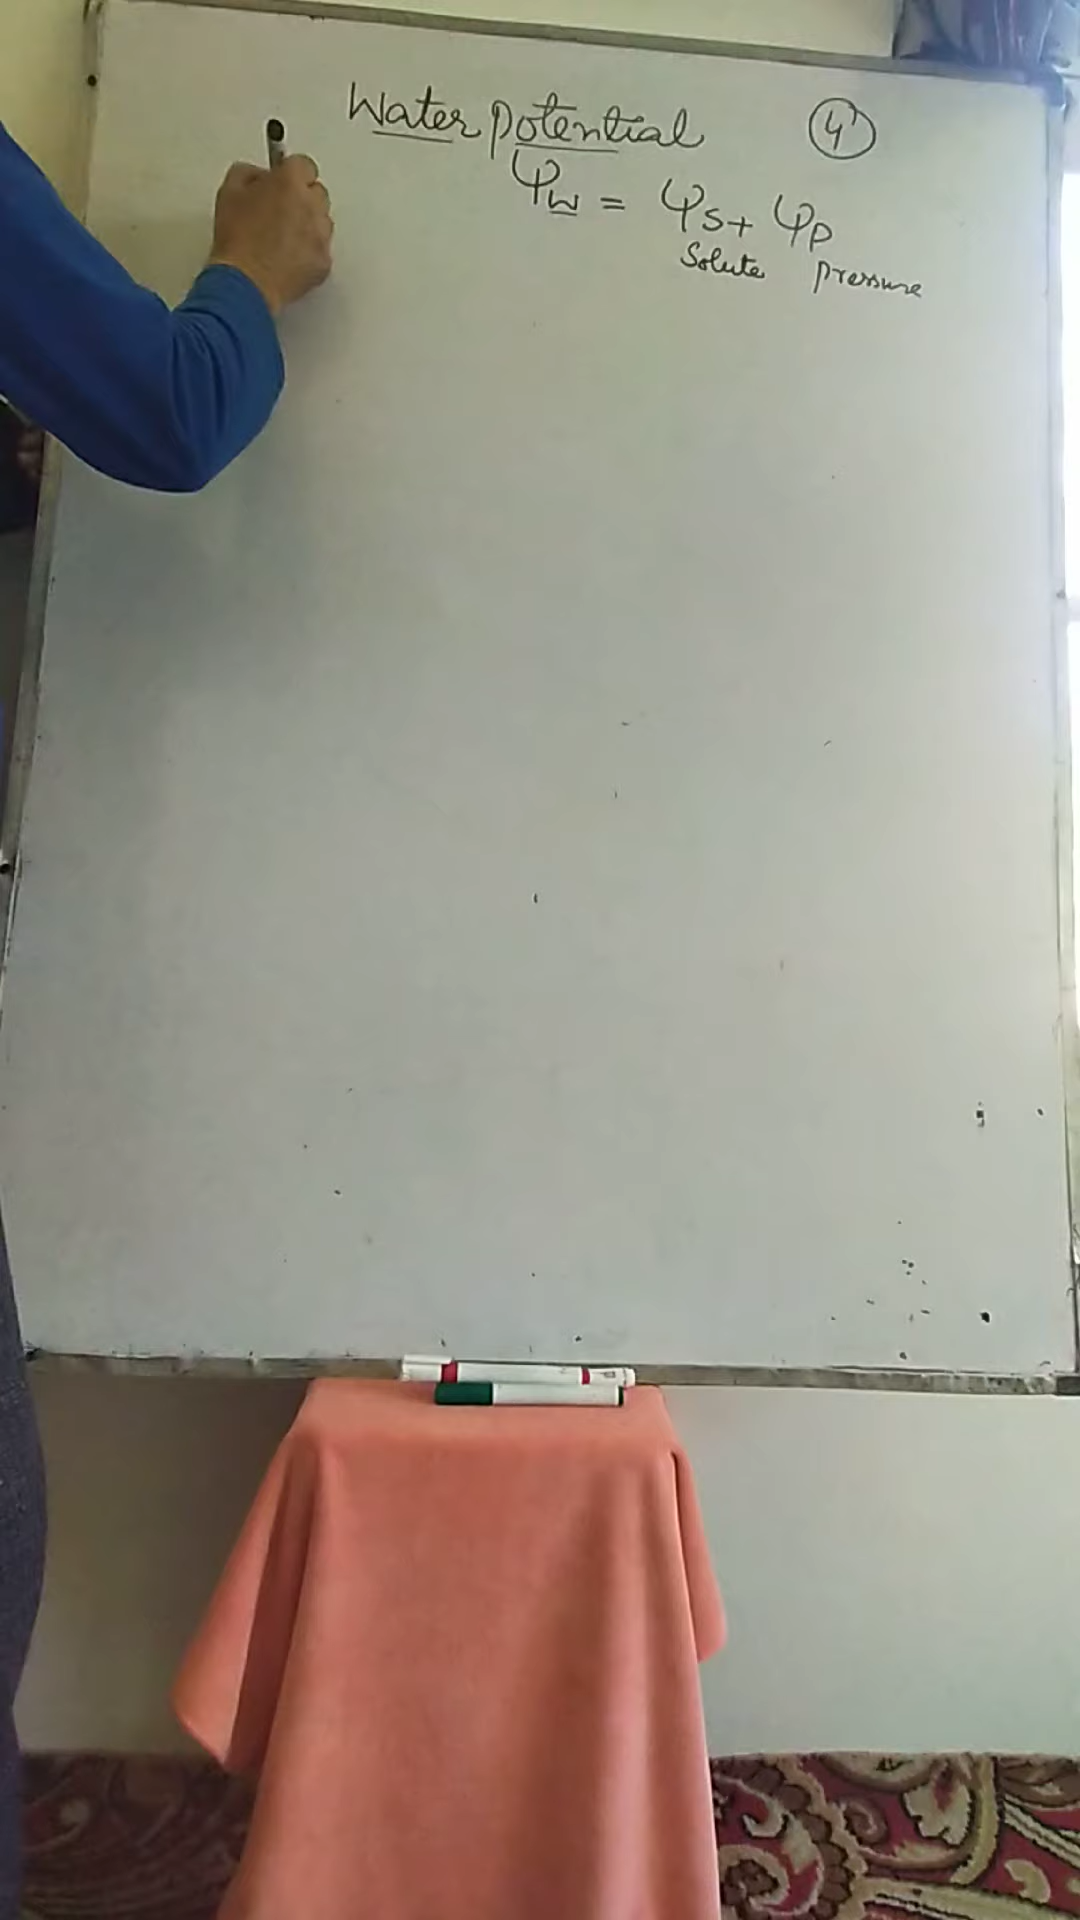 Water potential 4
Ψw = Ψs + Ψp
Solute pressure